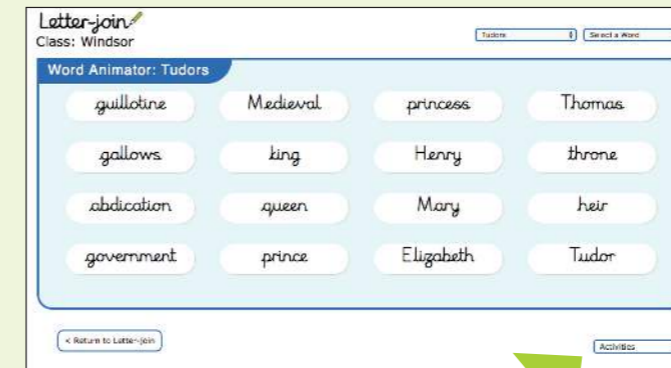 Letter-join
Class: Windsor
Tudors
Select a Word
Word Animator: Tudors
guillotine Medieval princess Thomas
gallows king Henry throne
abdication queen Mary heir
government prince Elizabeth Tudor
< Return to Letter-join
Activities